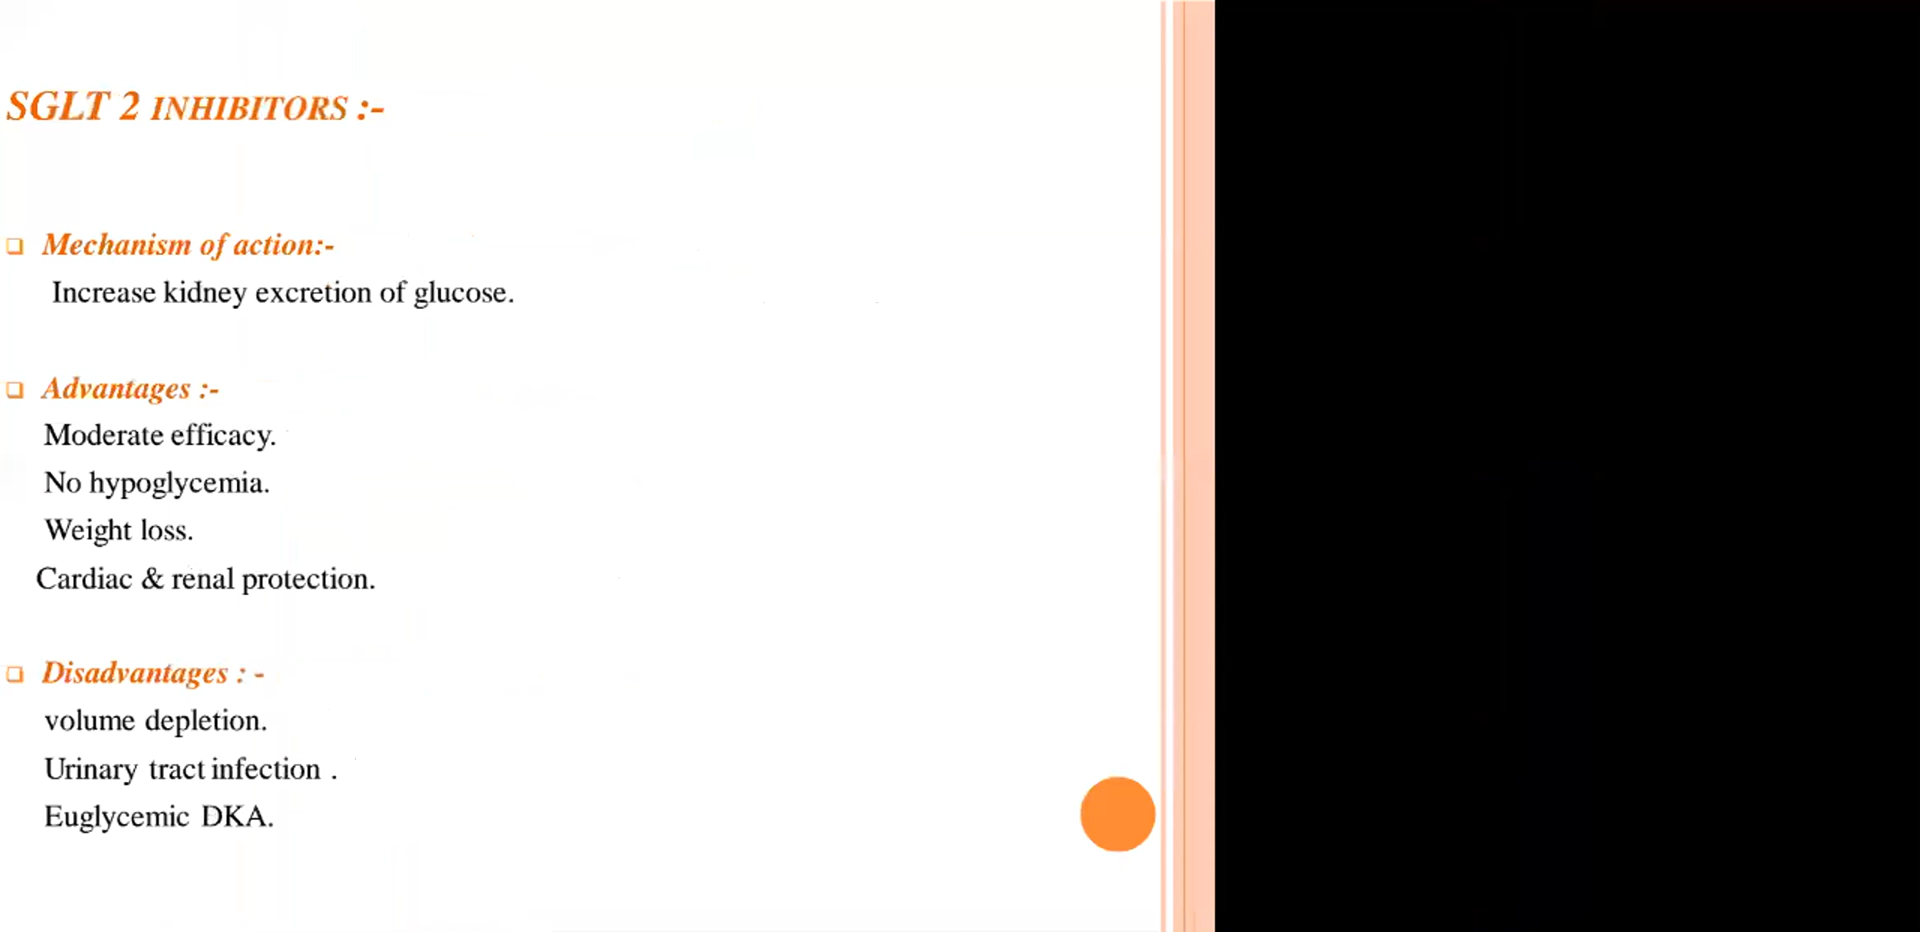 SGLT 2 INHIBITORS :-
Mechanism of action:-
Increase kidney excretion of glucose.
Advantages :-
Moderate efficacy.
No hypoglycemia.
Weight loss.
Cardiac & renal protection.
Disadvantages : -
volume depletion.
Urinary tract infection .
Euglycemic DKA.